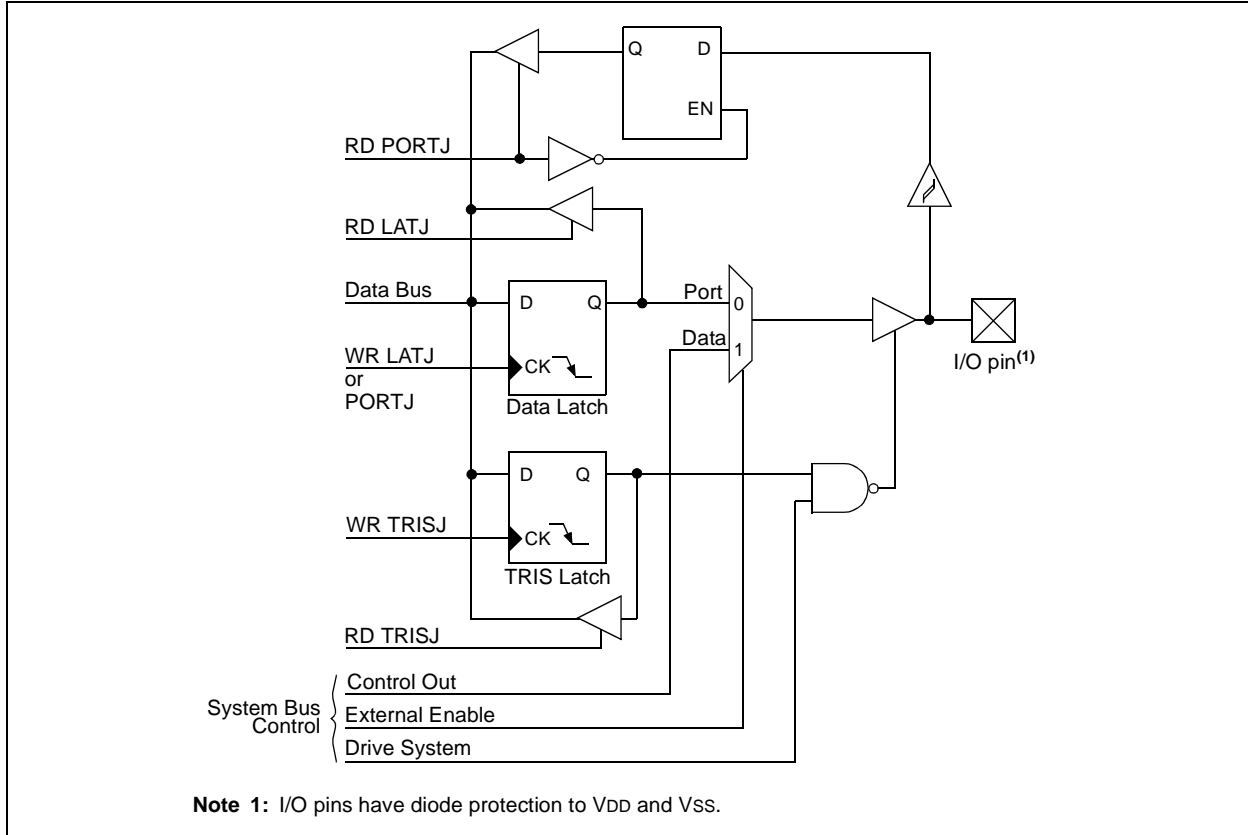 Q D
EN
RD PORTJ
RD LATJ
Data Bus
D Q
Port
0
Data
1
WR LATJ
or
PORTJ
CK
Data Latch
I/O pin(1)
D Q
WR TRISJ
CK
TRIS Latch
RD TRISJ
System Bus
Control
Control Out
External Enable
Drive System
Note 1: I/O pins have diode protection to VDD and VSS.